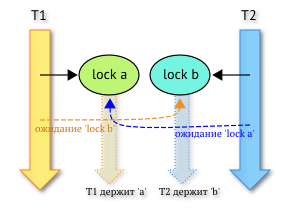 T1
T2
lock a
lock b
ожидание 'lock b'
ожидание 'lock a'
T1 держит 'a'
T2 держит 'b'